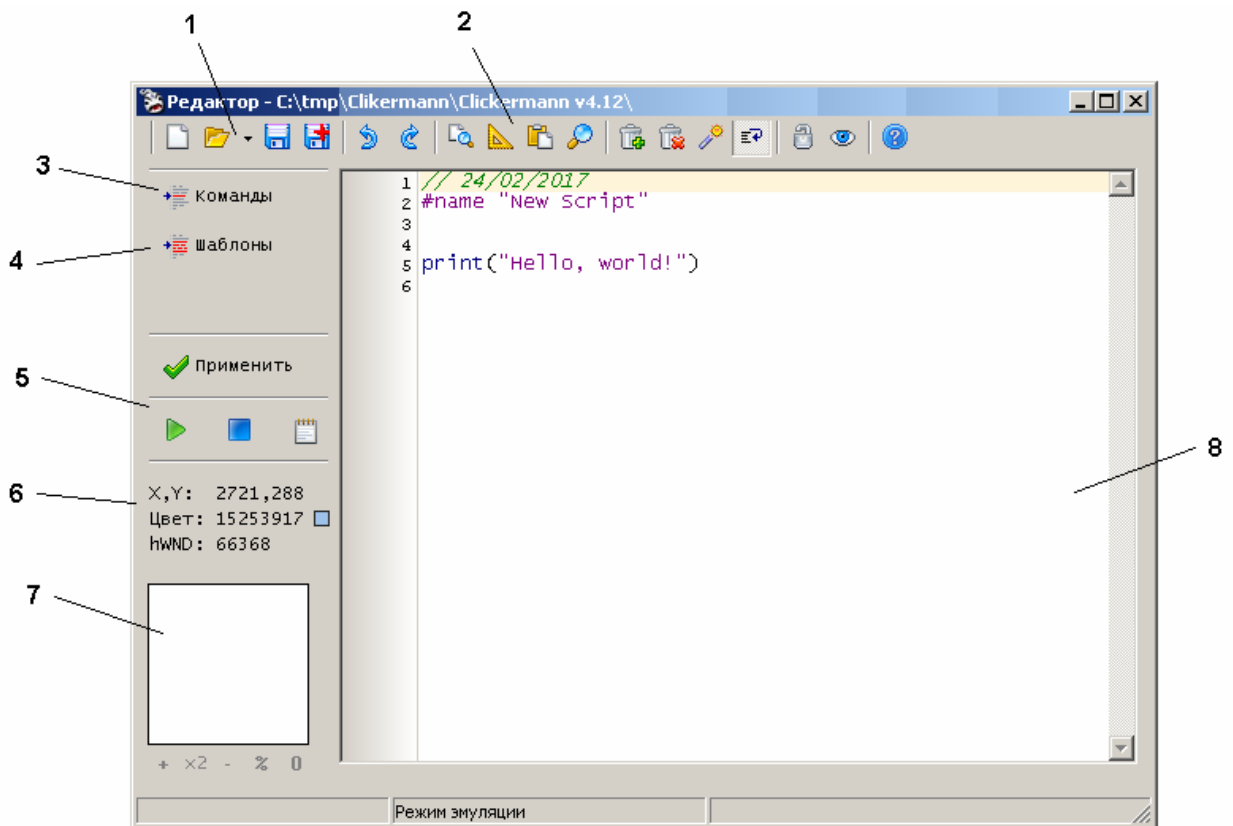 1
2
Редактор - C:\tmp\Clikermann\Clickermann v4.12\
3
Команды
4
Шаблоны
1 // 24/02/2017
2 #name "New Script"
3
4
5 print("Hello, world!")
6
Применить
5
6
X,Y: 2721,288
Цвет: 15253917
hWND: 66368
7
8
+ x2 - % 0
Режим эмуляции